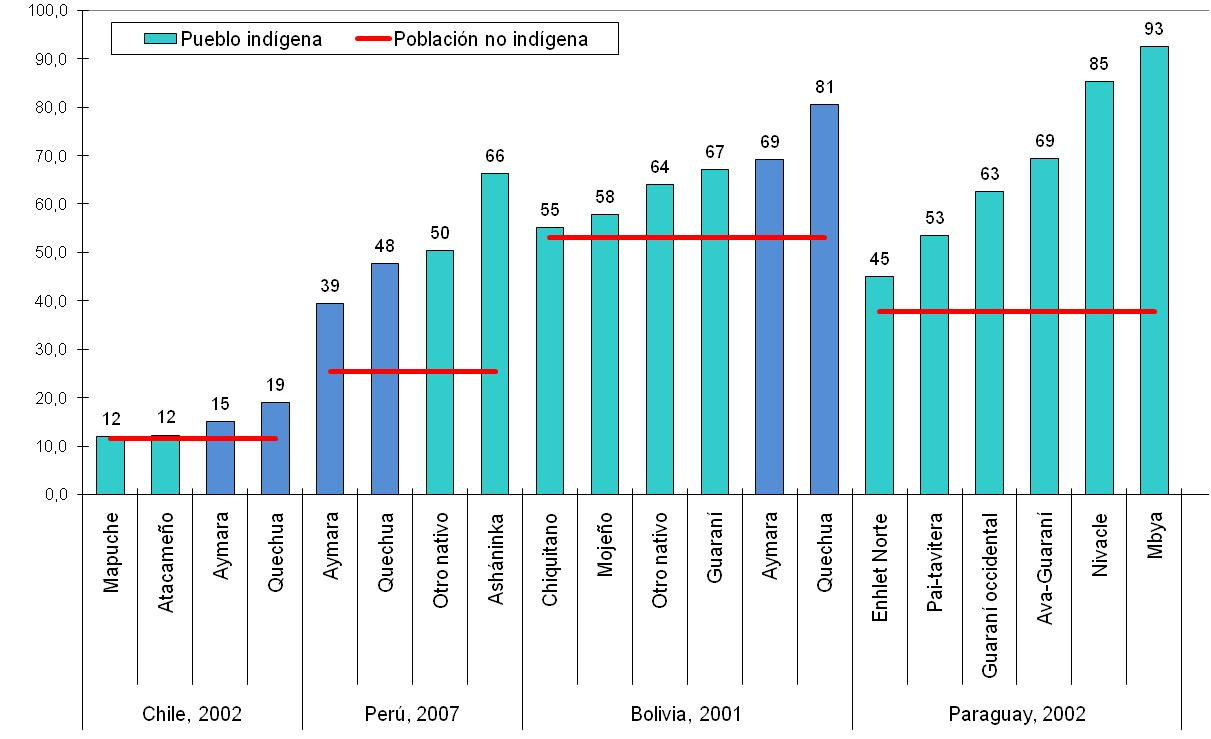 100,0
90,0
80,0
70,0
60,0
50,0
40,0
30,0
20,0
10,0
0,0
Pueblo indígena
Población no indígena
12
12
15
19
39
48
50
66
55
58
64
67
69
81
45
53
63
69
85
93
Mapuche
Atacameño
Aymara
Quechua
Aymara
Quechua
Otro nativo
Asháninka
Chiquitano
Mojeño
Otro nativo
Guaraní
Aymara
Quechua
Enhlet Norte
Pai-tavitera
Guaraní occidental
Ava-Guaraní
Nivacle
Mbya
Chile, 2002
Perú, 2007
Bolivia, 2001
Paraguay, 2002